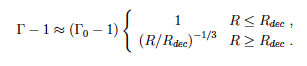 Γ − 1 ≈ (Γ₀ − 1) { 1 R ≤ R_dec ,
(R/R_dec)^{−1/3} R ≥ R_dec .